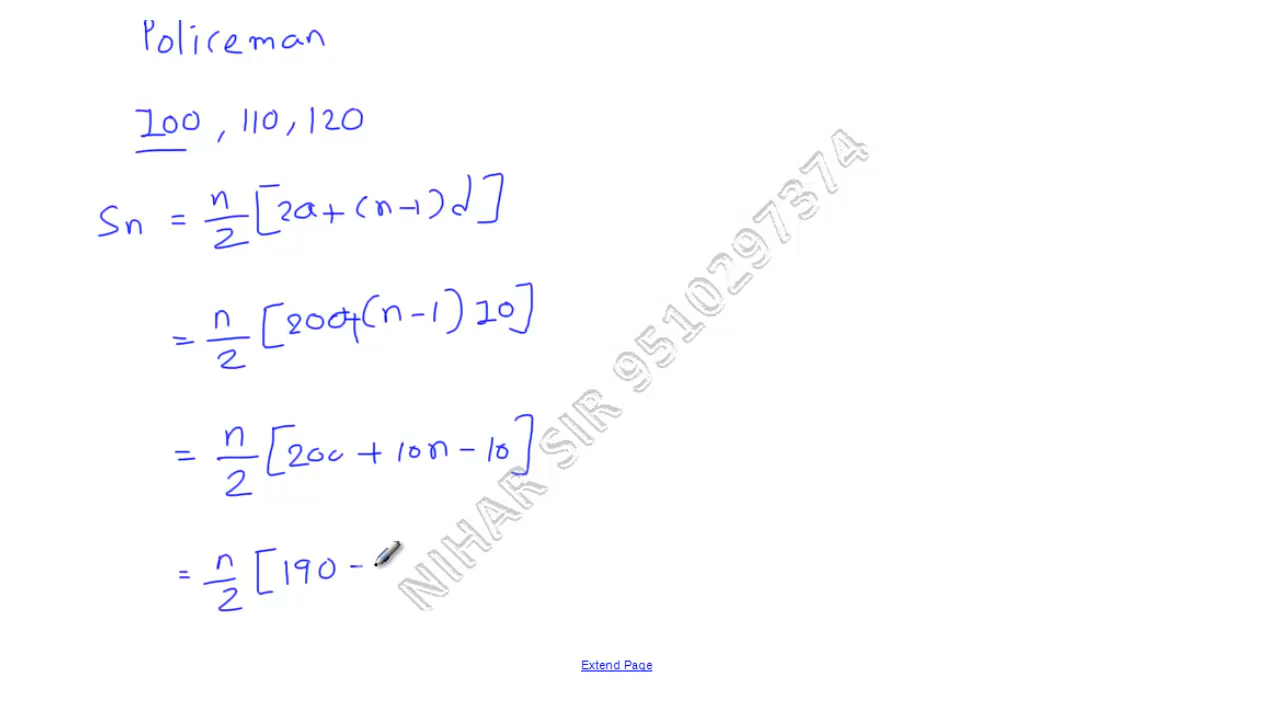 Policeman
100, 110, 120
Sn = n/2 [2a+(n-1)d]
= n/2 [200+(n-1)10]
= n/2 [200 + 10n - 10]
= n/2 [190 -
NIHAR SIR 9510297374
Extend Page